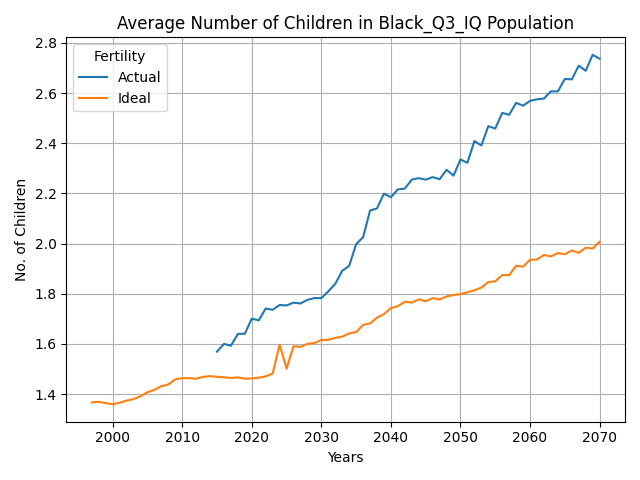 Average Number of Children in Black_Q3_IQ Population
Fertility
Actual
Ideal
No. of Children
2.8
2.6
2.4
2.2
2.0
1.8
1.6
1.4
2000 2010 2020 2030 2040 2050 2060 2070
Years